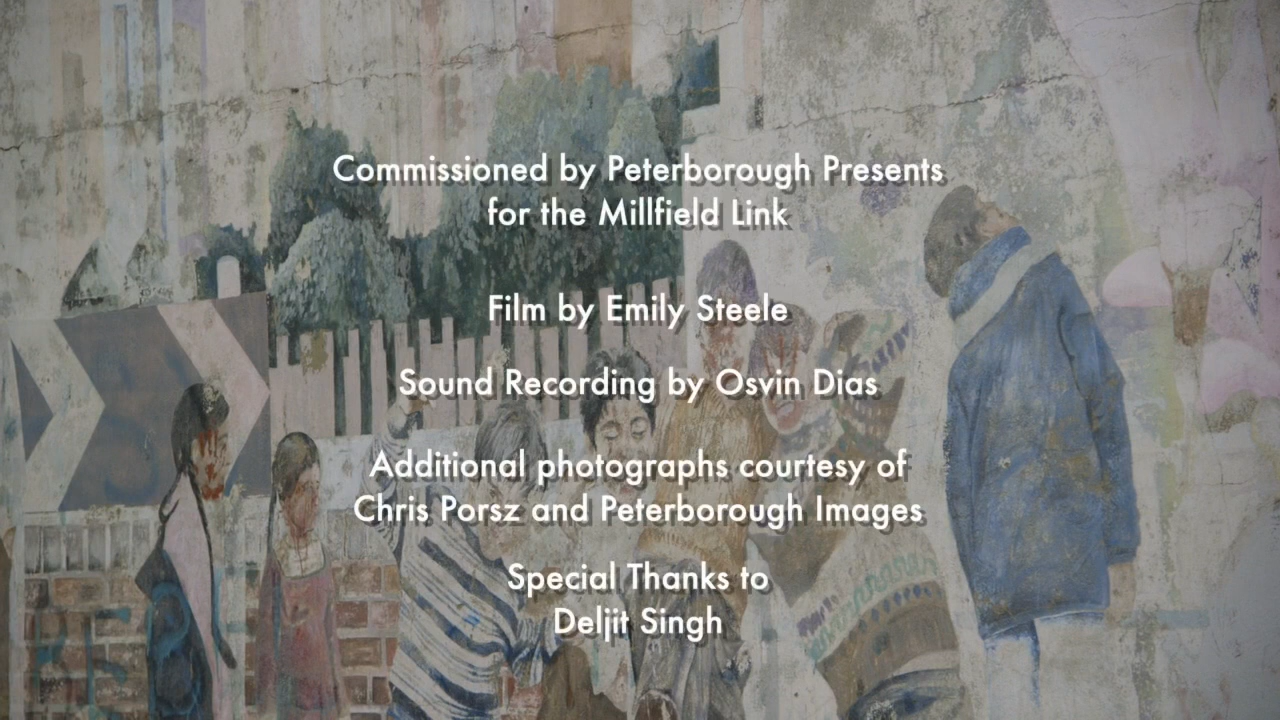 Commissioned by Peterborough Presents
for the Millfield Link
Film by Emily Steele
Sound Recording by Osvin Dias
Additional photographs courtesy of
Chris Porsz and Peterborough Images
Special Thanks to
Deljit Singh